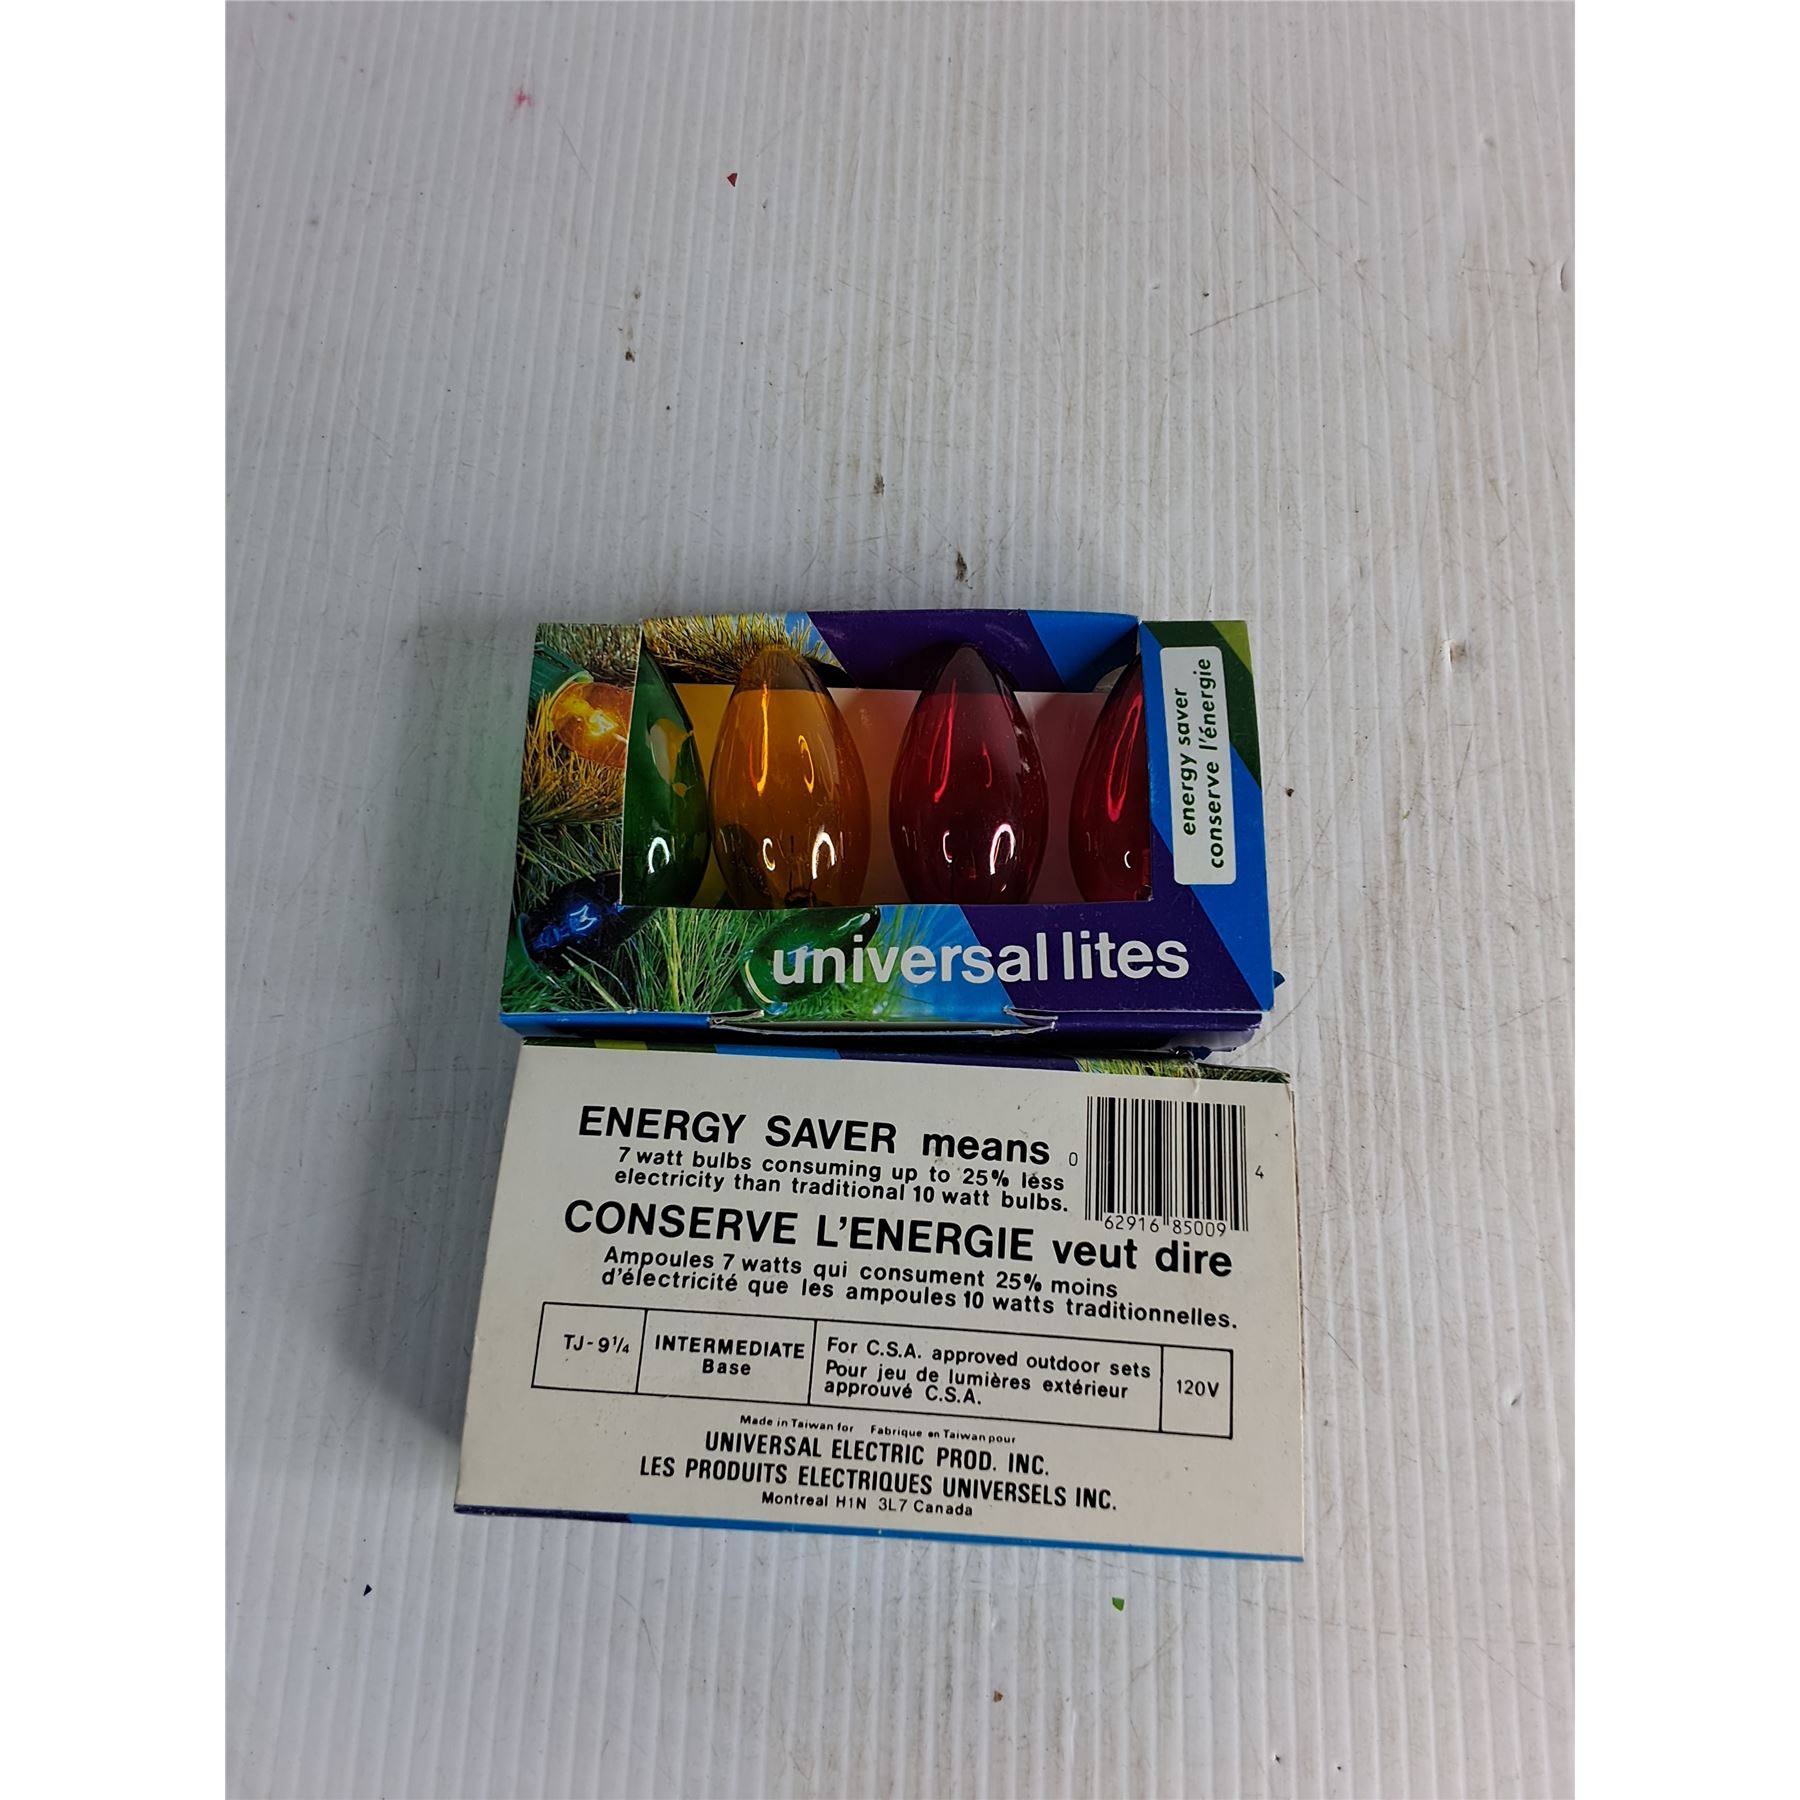 energy saver
conserve l'énergie
universal lites
ENERGY SAVER means
7 watt bulbs consuming up to 25% less
electricity than traditional 10 watt bulbs.
0 62916 85009 4
CONSERVE L'ENERGIE veut dire
Ampoules 7 watts qui consument 25% moins
d'électricité que les ampoules 10 watts traditionnelles.
TJ-9¼
INTERMEDIATE
Base
For C.S.A. approved outdoor sets
Pour jeu de lumières extérieur
approuvé C.S.A.
120V
Made in Taiwan for Fabrique en Taiwan pour
UNIVERSAL ELECTRIC PROD. INC.
LES PRODUITS ELECTRIQUES UNIVERSELS INC.
Montreal H1N 3L7 Canada